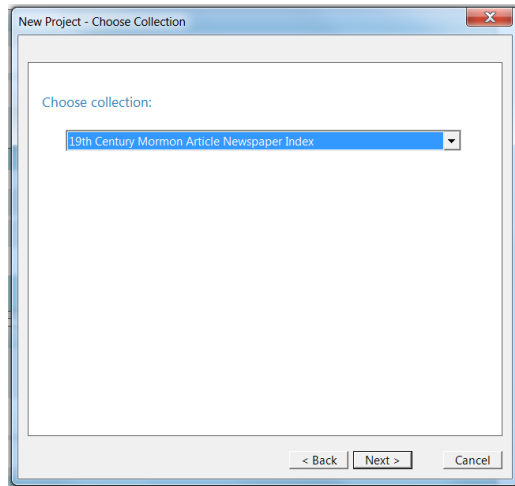 New Project - Choose Collection
Choose collection:
19th Century Mormon Article Newspaper Index
< Back Next > Cancel